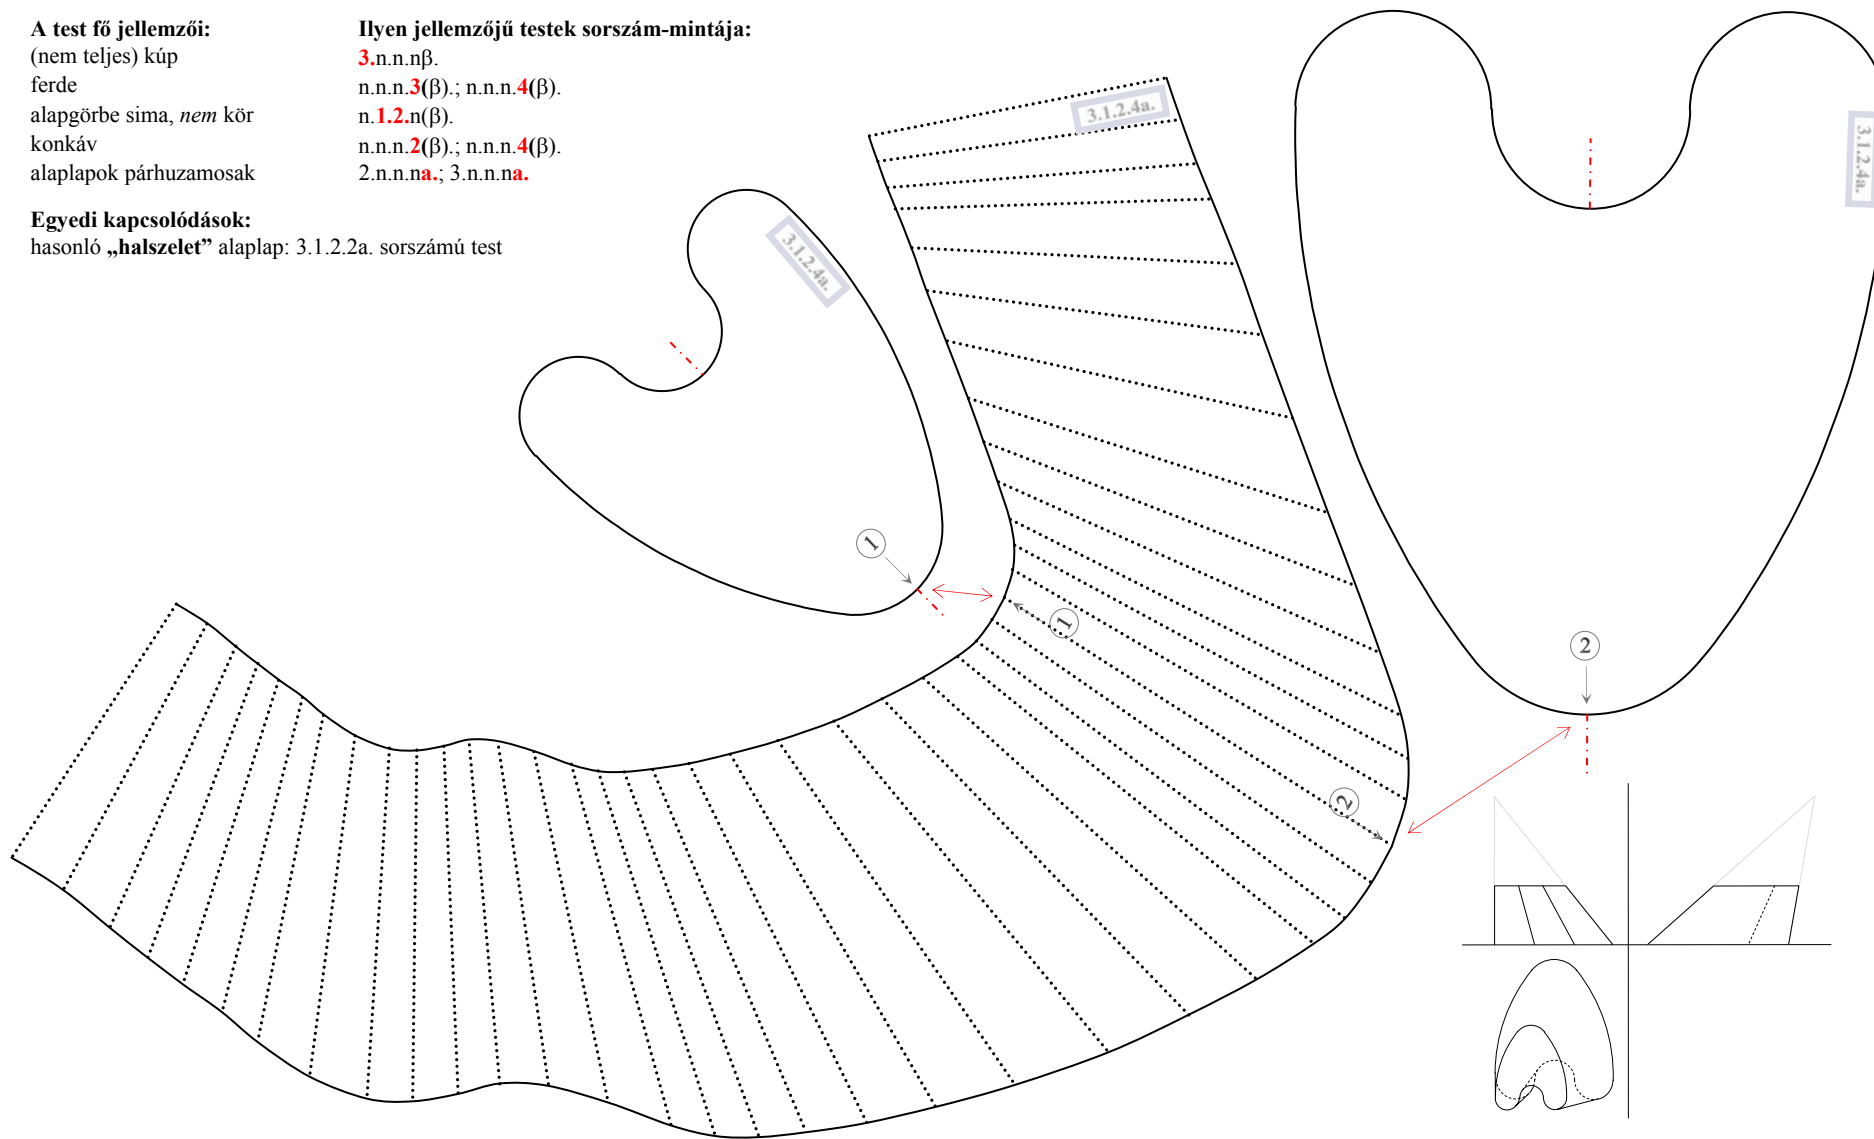 A test fő jellemzői:
Ilyen jellemzőjű testek sorszám-mintája:
(nem teljes) kúp
3.n.n.nβ.
ferde
n.n.n.3(β).; n.n.n.4(β).
alapgörbe sima, nem kör
n.1.2.n(β).
konkáv
n.n.n.2(β).; n.n.n.4(β).
alaplapok párhuzamosak
2.n.n.na.; 3.n.n.na.
Egyedi kapcsolódások:
hasonló „halszelet” alaplap: 3.1.2.2a. sorszámú test
3.1.2.4a.
3.1.2.4a.
3.1.2.4a.
1
1
2
2